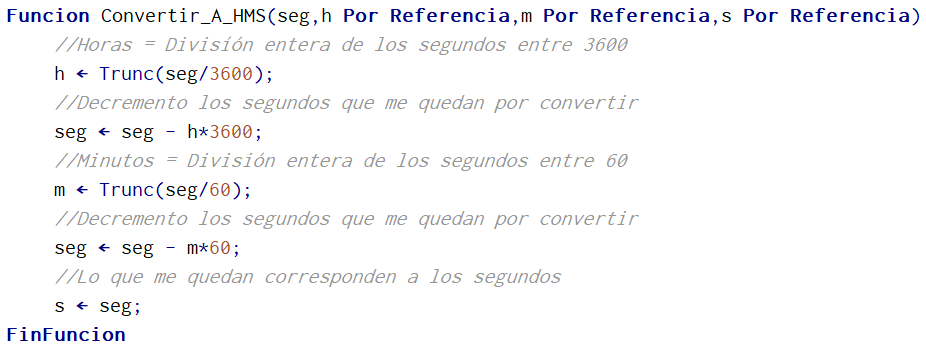 Funcion Convertir_A_HMS(seg,h Por Referencia,m Por Referencia,s Por Referencia)
//Horas = División entera de los segundos entre 3600
h ← Trunc(seg/3600);
//Decremento los segundos que me quedan por convertir
seg ← seg - h*3600;
//Minutos = División entera de los segundos entre 60
m ← Trunc(seg/60);
//Decremento los segundos que me quedan por convertir
seg ← seg - m*60;
//Lo que me quedan corresponden a los segundos
s ← seg;
FinFuncion